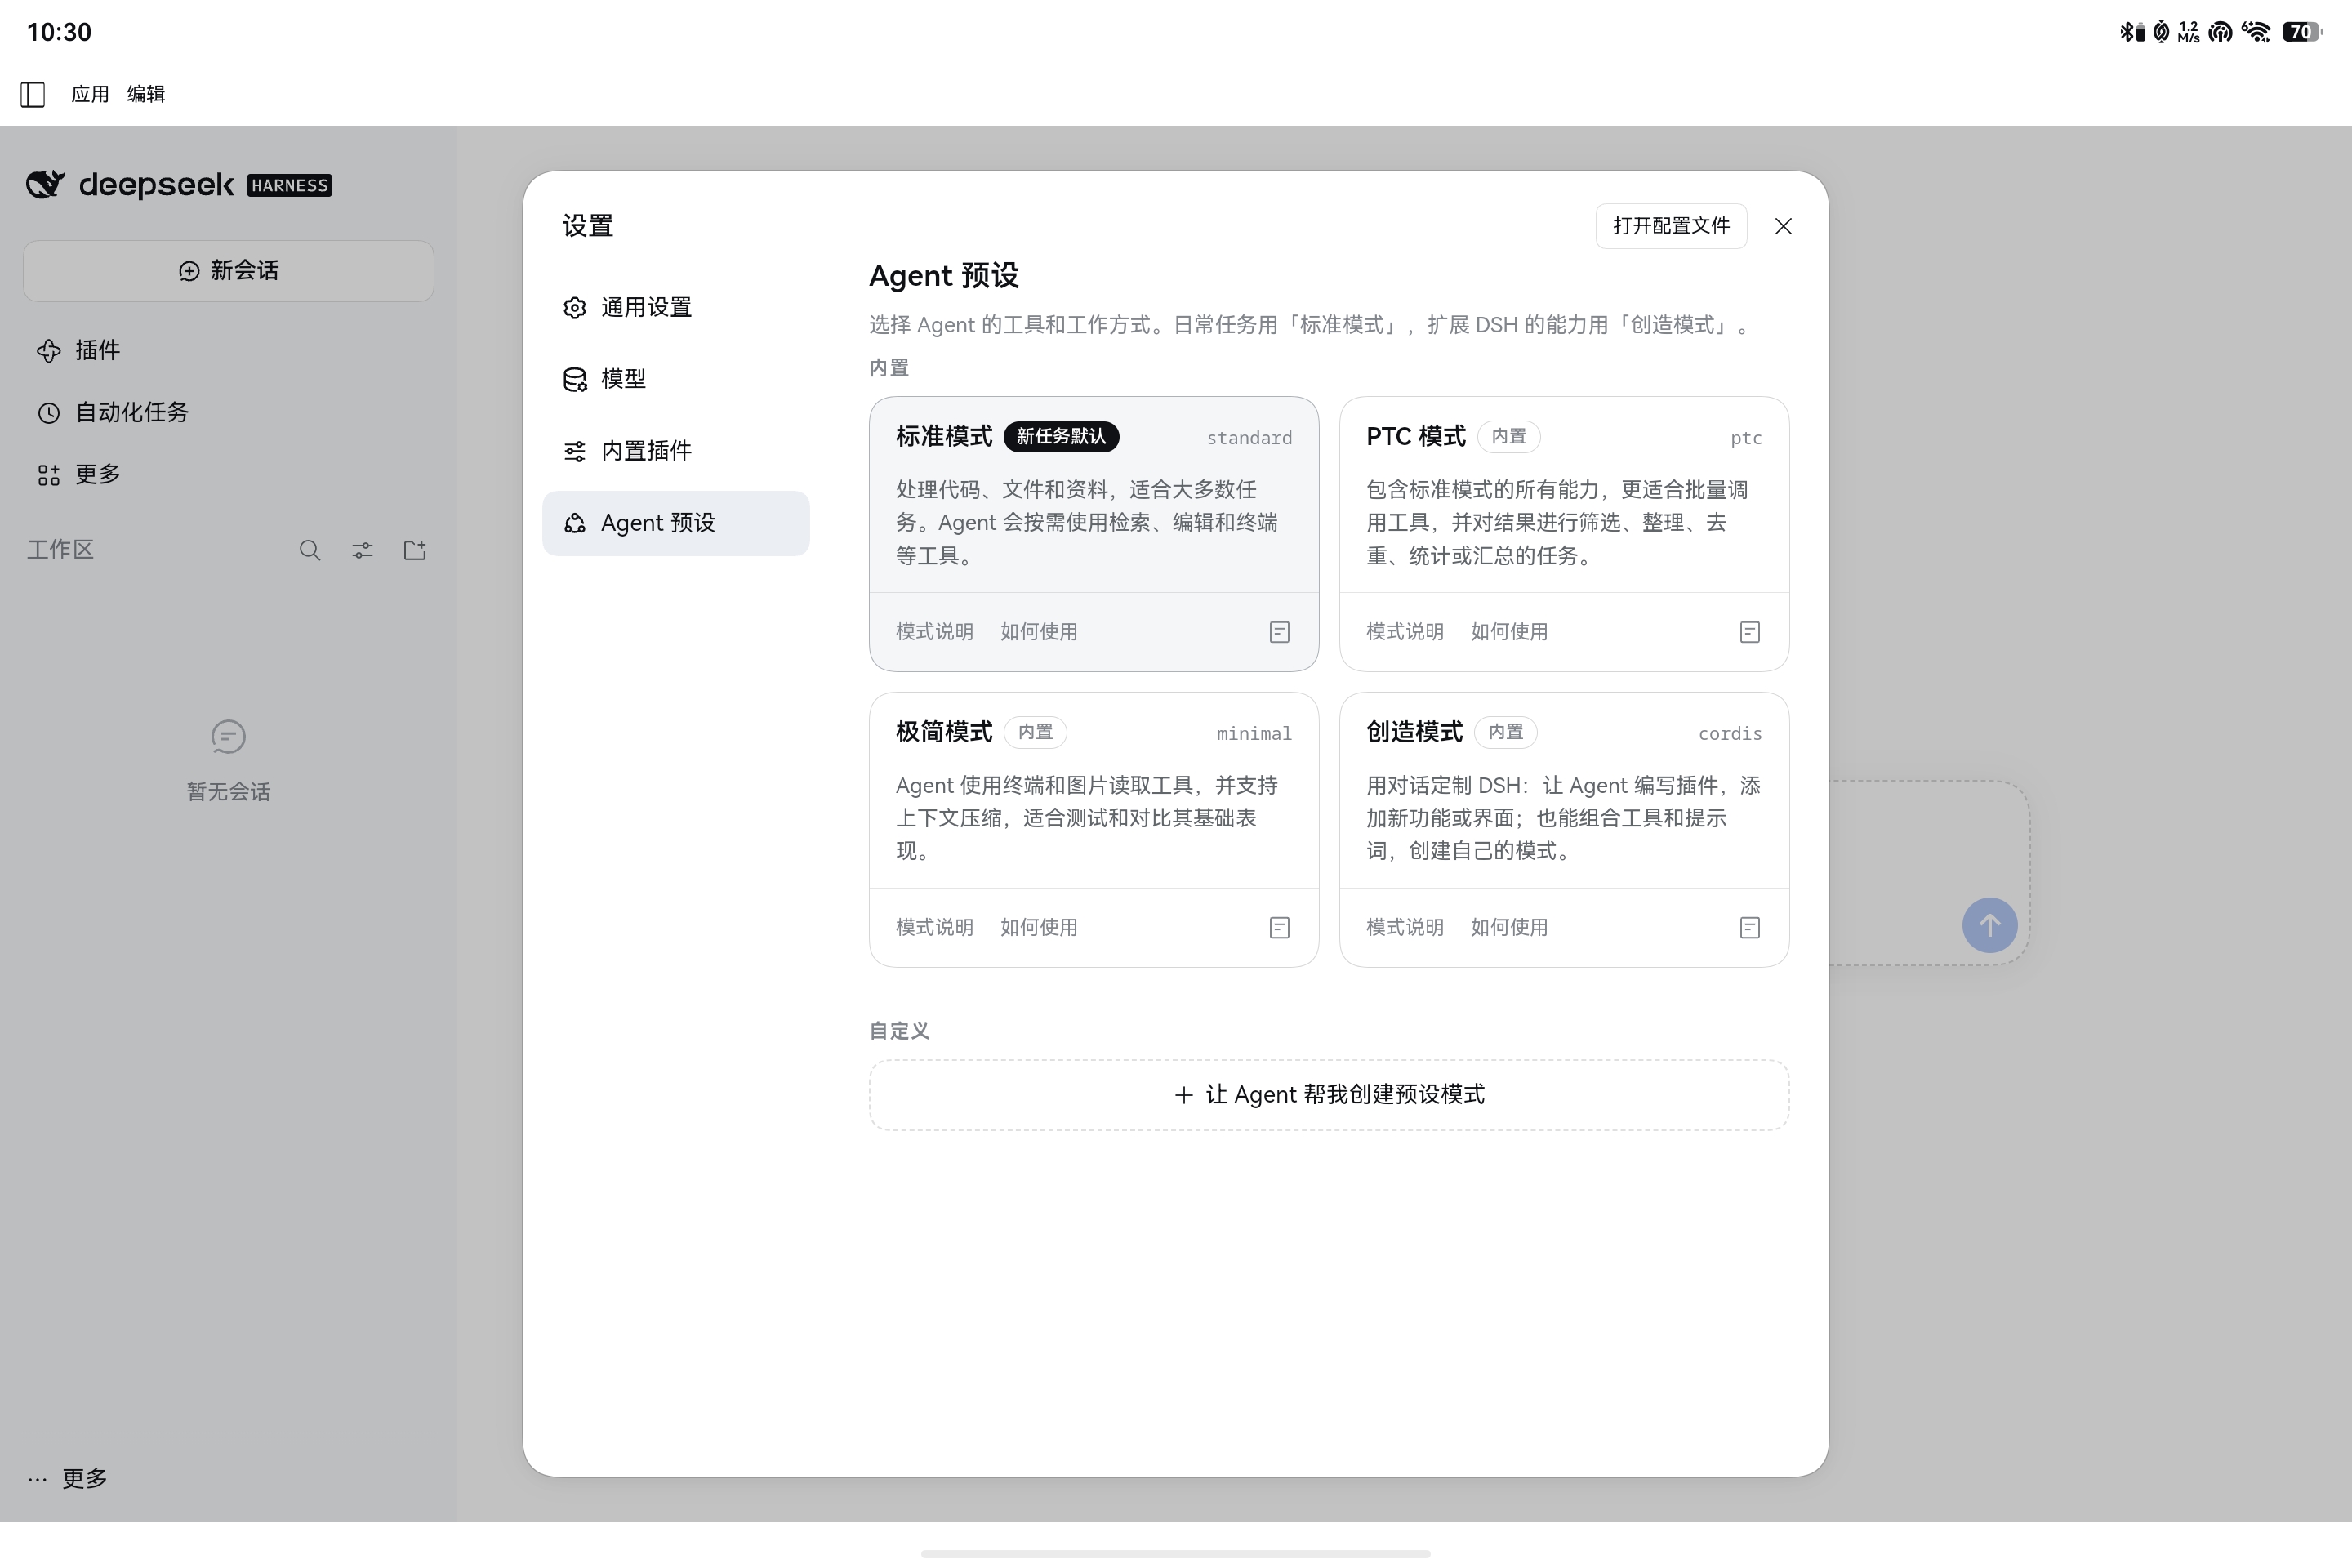 10:30
1.2
M/s
6
70
应用 编辑
deepseek HARNESS
新会话
插件
自动化任务
更多
工作区
暂无会话
更多
设置
打开配置文件
通用设置
模型
内置插件
Agent 预设
Agent 预设
选择 Agent 的工具和工作方式。日常任务用「标准模式」，扩展 DSH 的能力用「创造模式」。
内置
标准模式 新任务默认 standard
处理代码、文件和资料，适合大多数任
务。Agent 会按需使用检索、编辑和终端
等工具。
模式说明 如何使用
PTC 模式 内置 ptc
包含标准模式的所有能力，更适合批量调
用工具，并对结果进行筛选、整理、去
重、统计或汇总的任务。
模式说明 如何使用
极简模式 内置 minimal
Agent 使用终端和图片读取工具，并支持
上下文压缩，适合测试和对比其基础表
现。
模式说明 如何使用
创造模式 内置 cordis
用对话定制 DSH：让 Agent 编写插件，添
加新功能或界面；也能组合工具和提示
词，创建自己的模式。
模式说明 如何使用
自定义
+ 让 Agent 帮我创建预设模式